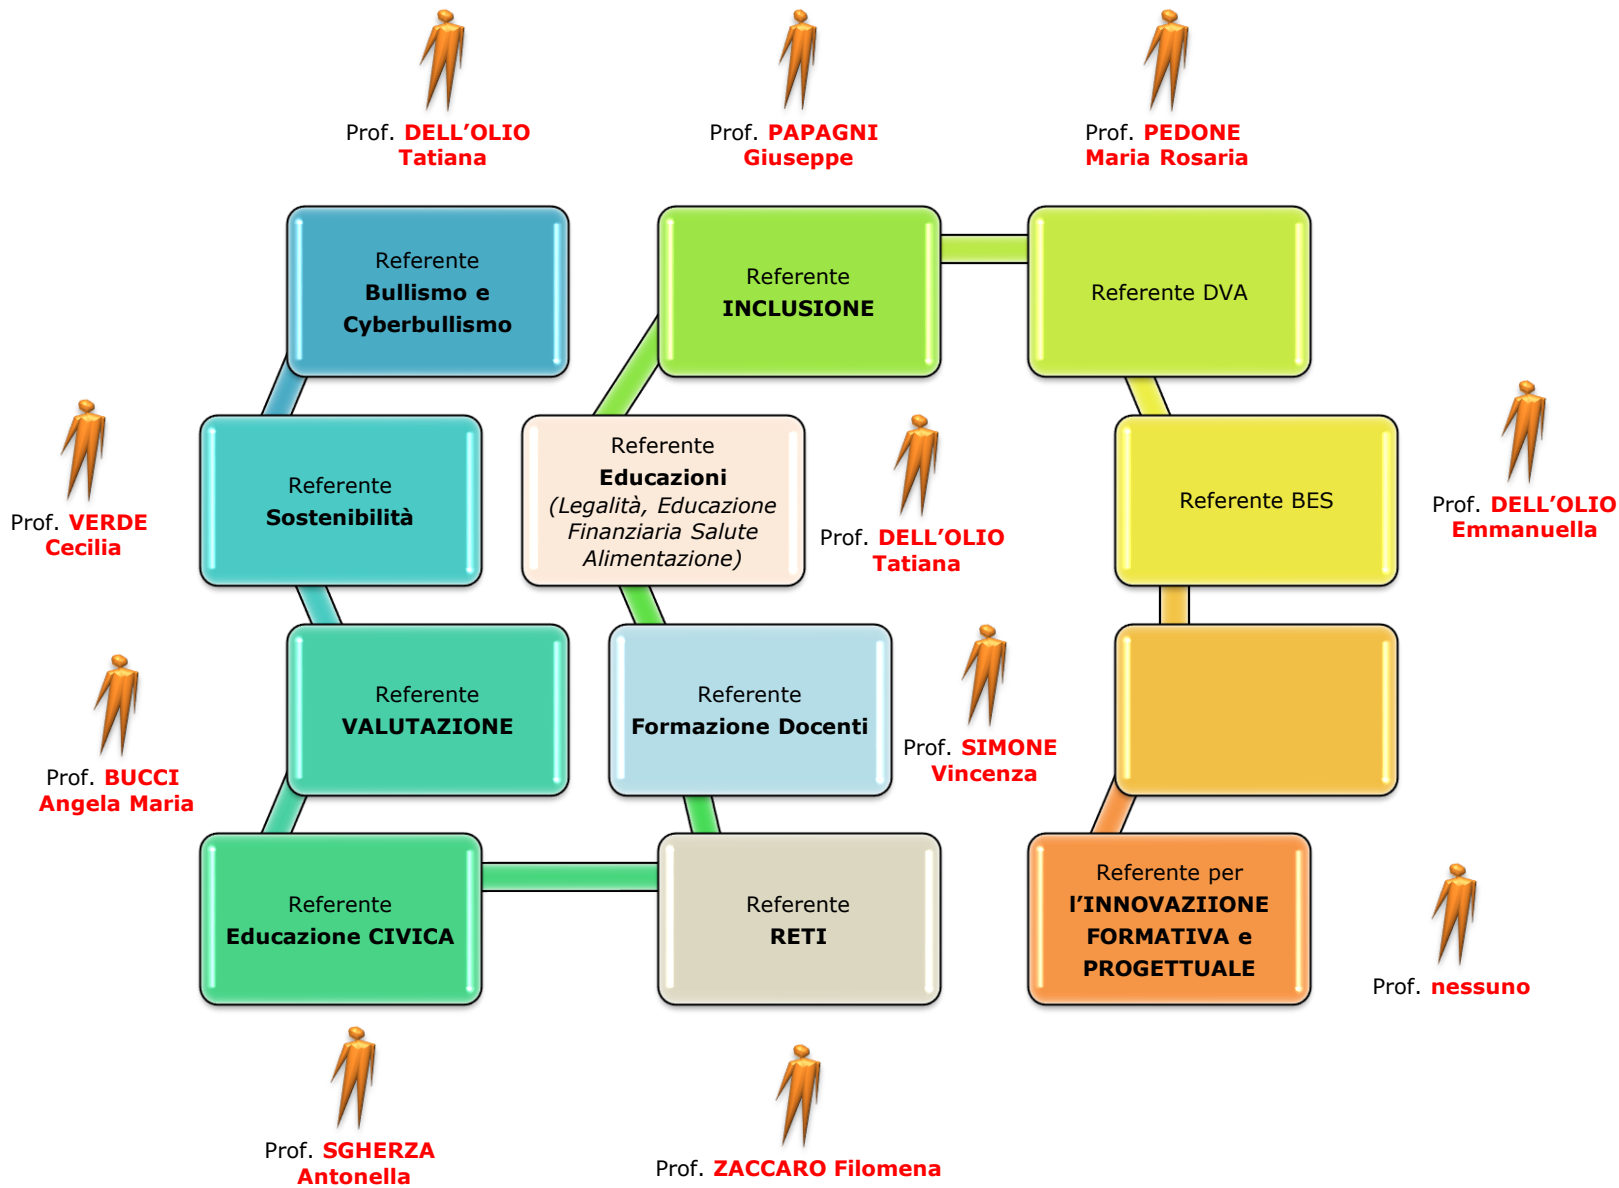 Prof. DELL’OLIO
Tatiana
Prof. PAPAGNI
Giuseppe
Prof. PEDONE
Maria Rosaria
Referente
Bullismo e
Cyberbullismo
Referente
INCLUSIONE
Referente DVA
Prof. VERDE
Cecilia
Referente
Sostenibilità
Referente
Educazioni
(Legalità, Educazione
Finanziaria Salute
Alimentazione)
Prof. DELL’OLIO
Tatiana
Referente BES
Prof. DELL’OLIO
Emmanuella
Prof. BUCCI
Angela Maria
Referente
VALUTAZIONE
Referente
Formazione Docenti
Prof. SIMONE
Vincenza
Referente
Educazione CIVICA
Referente
RETI
Referente per
l’INNOVAZIIONE
FORMATIVA e
PROGETTUALE
Prof. nessuno
Prof. SGHERZA
Antonella
Prof. ZACCARO Filomena